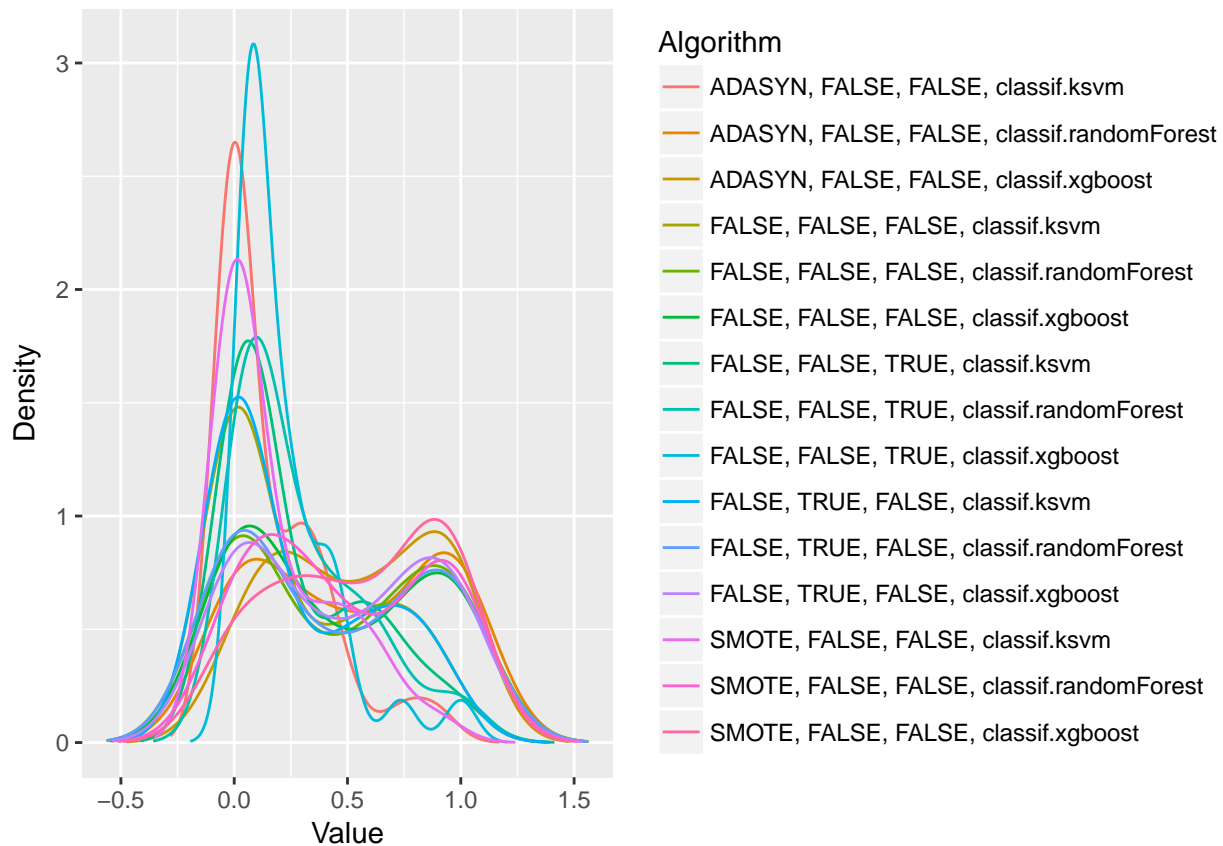 Algorithm
ADASYN, FALSE, FALSE, classif.ksvm
ADASYN, FALSE, FALSE, classif.randomForest
ADASYN, FALSE, FALSE, classif.xgboost
FALSE, FALSE, FALSE, classif.ksvm
FALSE, FALSE, FALSE, classif.randomForest
FALSE, FALSE, FALSE, classif.xgboost
FALSE, FALSE, TRUE, classif.ksvm
FALSE, FALSE, TRUE, classif.randomForest
FALSE, FALSE, TRUE, classif.xgboost
FALSE, TRUE, FALSE, classif.ksvm
FALSE, TRUE, FALSE, classif.randomForest
FALSE, TRUE, FALSE, classif.xgboost
SMOTE, FALSE, FALSE, classif.ksvm
SMOTE, FALSE, FALSE, classif.randomForest
SMOTE, FALSE, FALSE, classif.xgboost
Density
3
2
1
0
−0.5 0.0 0.5 1.0 1.5
Value